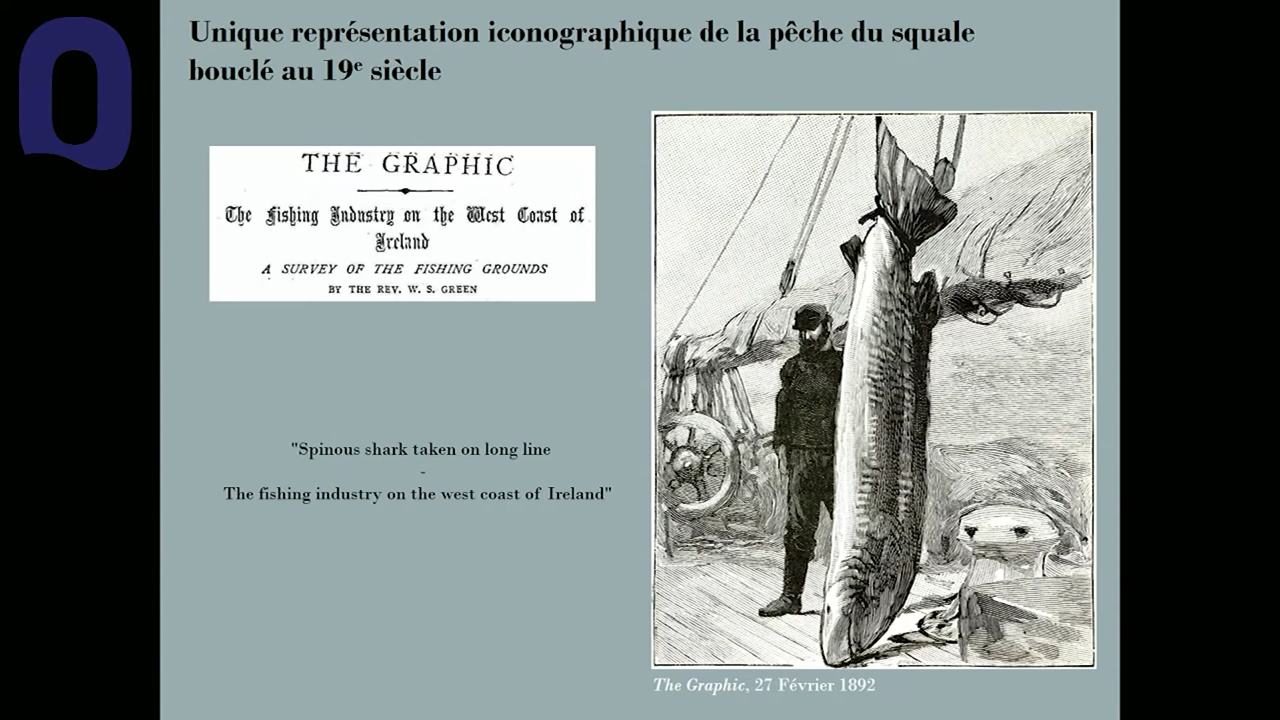 Unique représentation iconographique de la pêche du squale
bouclé au 19e siècle
THE GRAPHIC
The Fishing Industry on the West Coast of
Ireland
A SURVEY OF THE FISHING GROUNDS
BY THE REV. W. S. GREEN
"Spinous shark taken on long line
-
The fishing industry on the west coast of Ireland"
The Graphic, 27 Février 1892